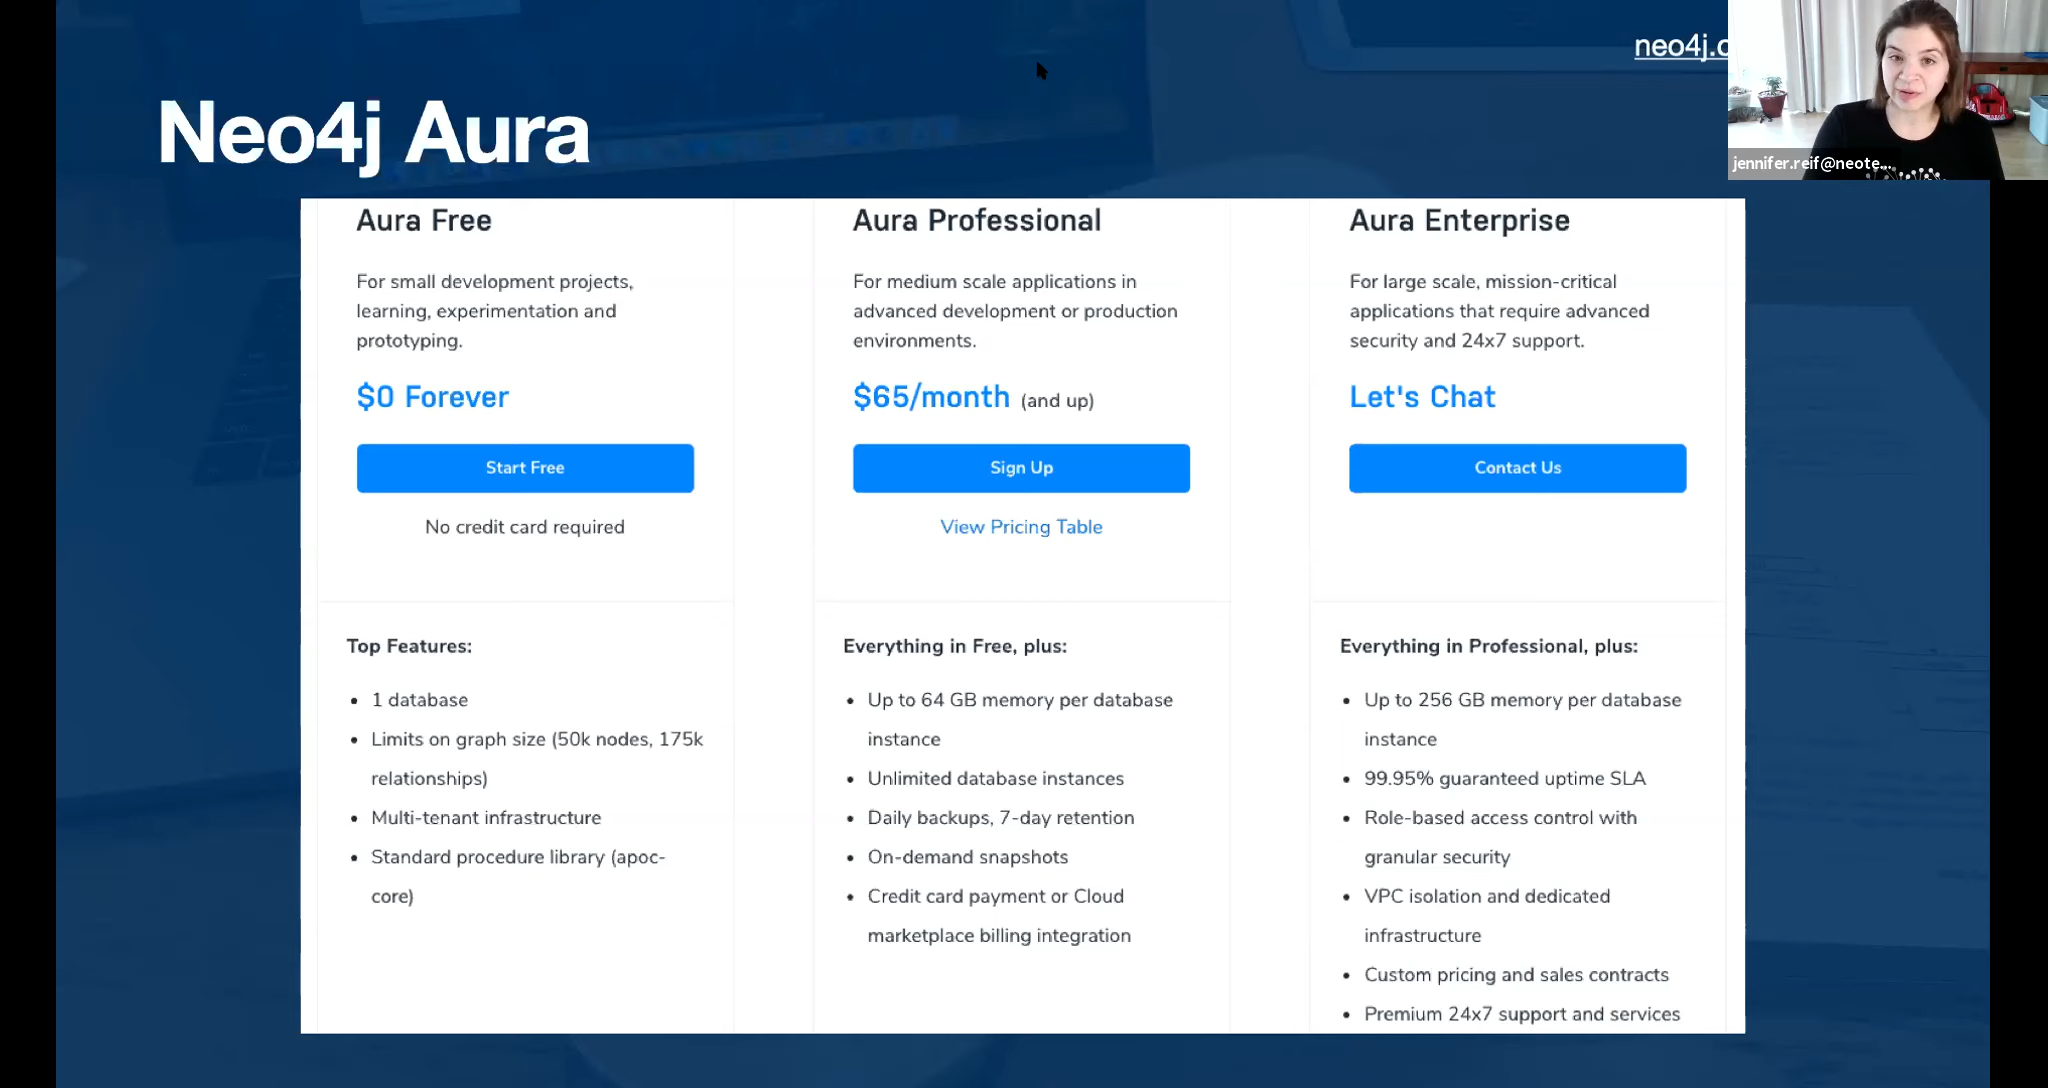 neo4j.c
jennifer.reif@neote...
Neo4j Aura
Aura Free
For small development projects,
learning, experimentation and
prototyping.
$0 Forever
Start Free
No credit card required
Top Features:
• 1 database
• Limits on graph size (50k nodes, 175k
relationships)
• Multi-tenant infrastructure
• Standard procedure library (apoc-
core)
Aura Professional
For medium scale applications in
advanced development or production
environments.
$65/month (and up)
Sign Up
View Pricing Table
Everything in Free, plus:
• Up to 64 GB memory per database
instance
• Unlimited database instances
• Daily backups, 7-day retention
• On-demand snapshots
• Credit card payment or Cloud
marketplace billing integration
Aura Enterprise
For large scale, mission-critical
applications that require advanced
security and 24x7 support.
Let's Chat
Contact Us
Everything in Professional, plus:
• Up to 256 GB memory per database
instance
• 99.95% guaranteed uptime SLA
• Role-based access control with
granular security
• VPC isolation and dedicated
infrastructure
• Custom pricing and sales contracts
• Premium 24x7 support and services